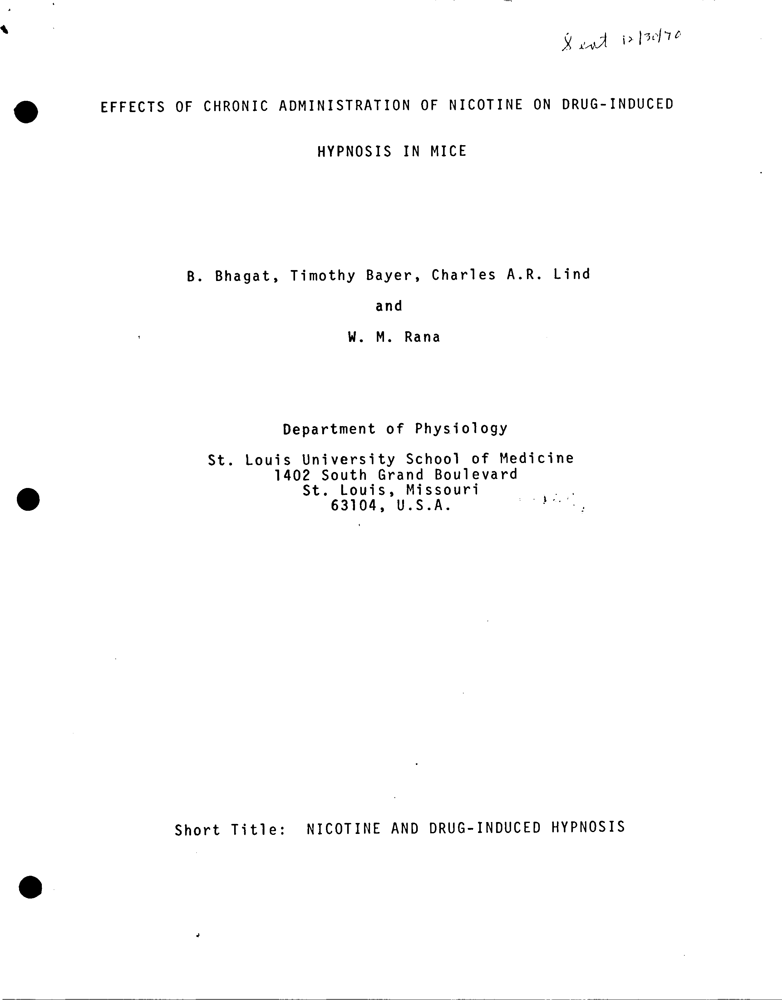 Sent 12/30/70
EFFECTS OF CHRONIC ADMINISTRATION OF NICOTINE ON DRUG-INDUCED
HYPNOSIS IN MICE
B. Bhagat, Timothy Bayer, Charles A.R. Lind
and
W. M. Rana
Department of Physiology
St. Louis University School of Medicine
1402 South Grand Boulevard
St. Louis, Missouri
63104, U.S.A.
Short Title: NICOTINE AND DRUG-INDUCED HYPNOSIS